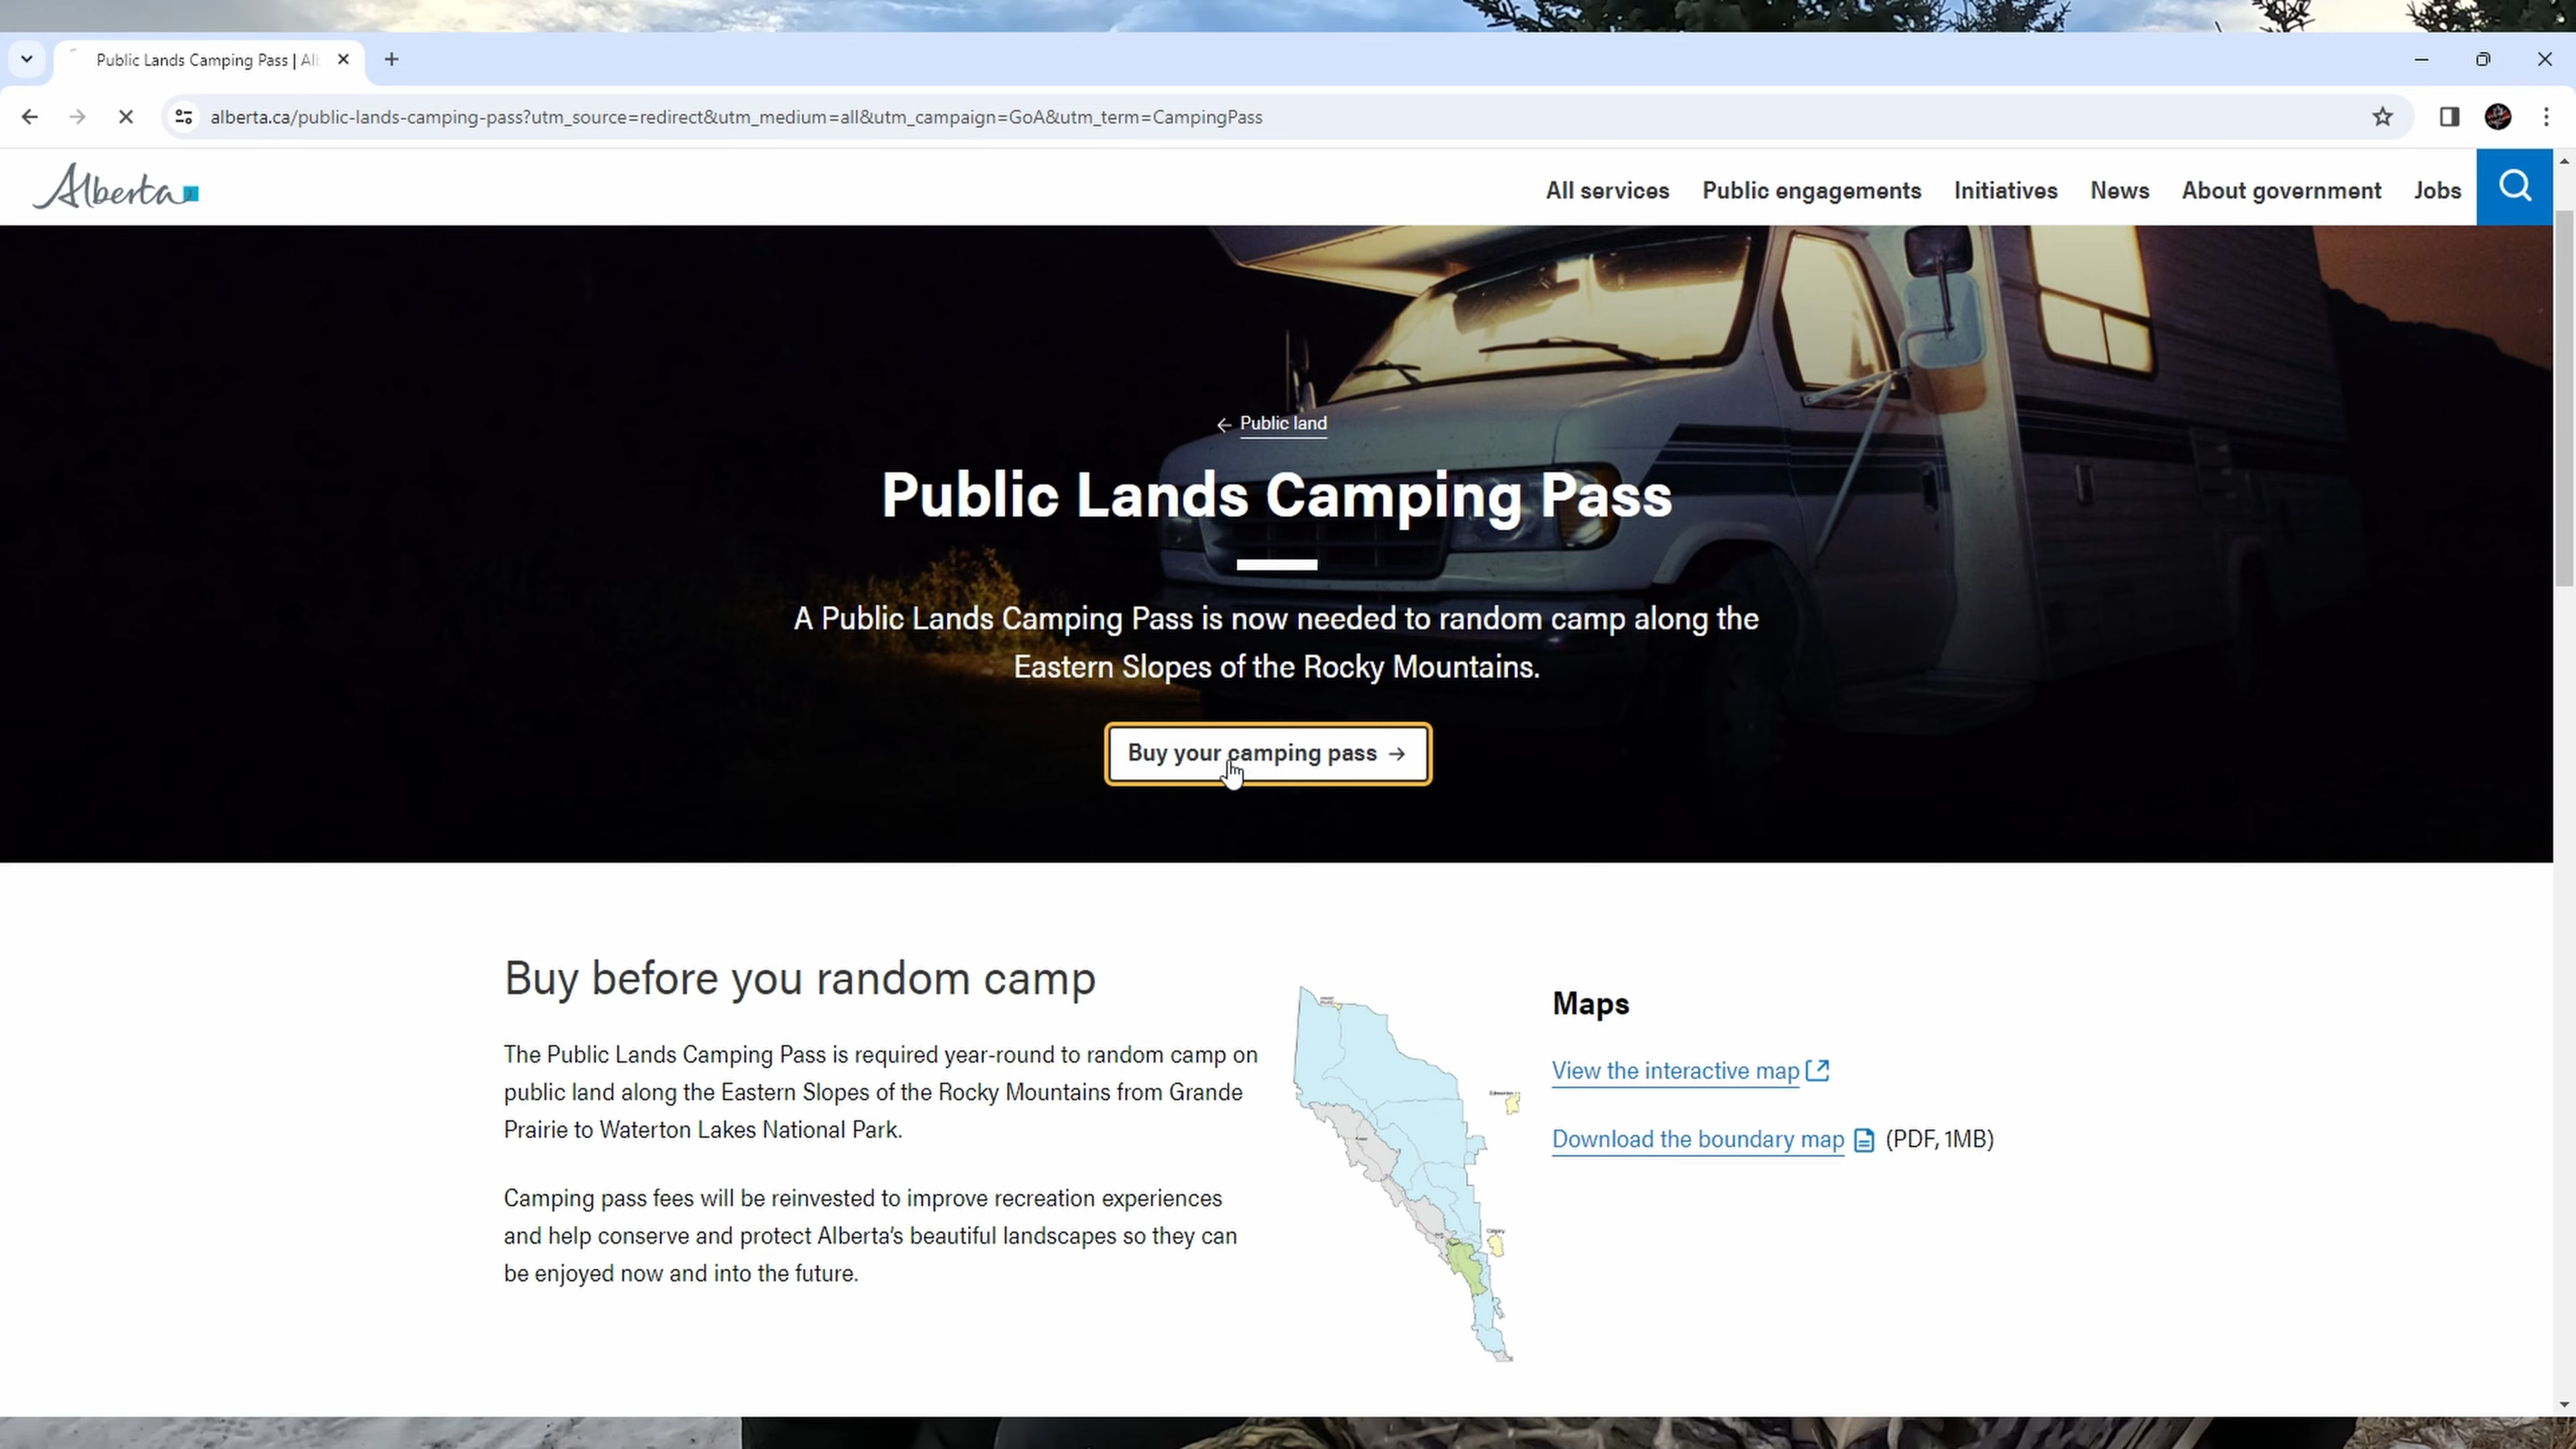 Public Lands Camping Pass | Al
alberta.ca/public-lands-camping-pass?utm_source=redirect&utm_medium=all&utm_campaign=GoA&utm_term=CampingPass
Alberta
All services Public engagements Initiatives News About government Jobs
Public land
Public Lands Camping Pass
A Public Lands Camping Pass is now needed to random camp along the
Eastern Slopes of the Rocky Mountains.
Buy your camping pass →
Buy before you random camp
The Public Lands Camping Pass is required year-round to random camp on
public land along the Eastern Slopes of the Rocky Mountains from Grande
Prairie to Waterton Lakes National Park.
Camping pass fees will be reinvested to improve recreation experiences
and help conserve and protect Alberta's beautiful landscapes so they can
be enjoyed now and into the future.
Edmonton
Calgary
Maps
View the interactive map
Download the boundary map (PDF, 1MB)